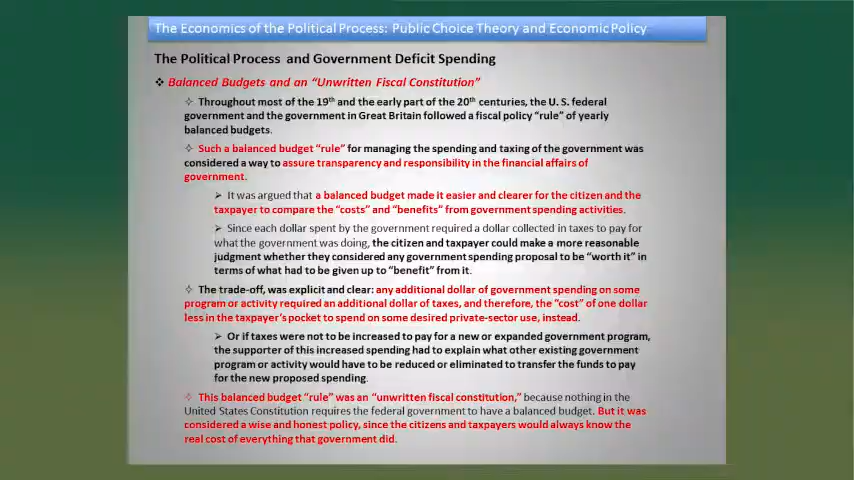 The Economics of the Political Process: Public Choice Theory and Economic Policy
The Political Process and Government Deficit Spending
❖ Balanced Budgets and an “Unwritten Fiscal Constitution”
✧ Throughout most of the 19th and the early part of the 20th centuries, the U. S. federal
government and the government in Great Britain followed a fiscal policy “rule” of yearly
balanced budgets.
✧ Such a balanced budget “rule” for managing the spending and taxing of the government was
considered a way to assure transparency and responsibility in the financial affairs of
government.
➢ It was argued that a balanced budget made it easier and clearer for the citizen and the
taxpayer to compare the “costs” and “benefits” from government spending activities.
➢ Since each dollar spent by the government required a dollar collected in taxes to pay for
what the government was doing, the citizen and taxpayer could make a more reasonable
judgment whether they considered any government spending proposal to be “worth it” in
terms of what had to be given up to “benefit” from it.
✧ The trade-off, was explicit and clear: any additional dollar of government spending on some
program or activity required an additional dollar of taxes, and therefore, the “cost” of one dollar
less in the taxpayer’s pocket to spend on some desired private-sector use, instead.
➢ Or if taxes were not to be increased to pay for a new or expanded government program,
the supporter of this increased spending had to explain what other existing government
program or activity would have to be reduced or eliminated to transfer the funds to pay
for the new proposed spending.
✧ This balanced budget “rule” was an “unwritten fiscal constitution,” because nothing in the
United States Constitution requires the federal government to have a balanced budget. But it was
considered a wise and honest policy, since the citizens and taxpayers would always know the
real cost of everything that government did.